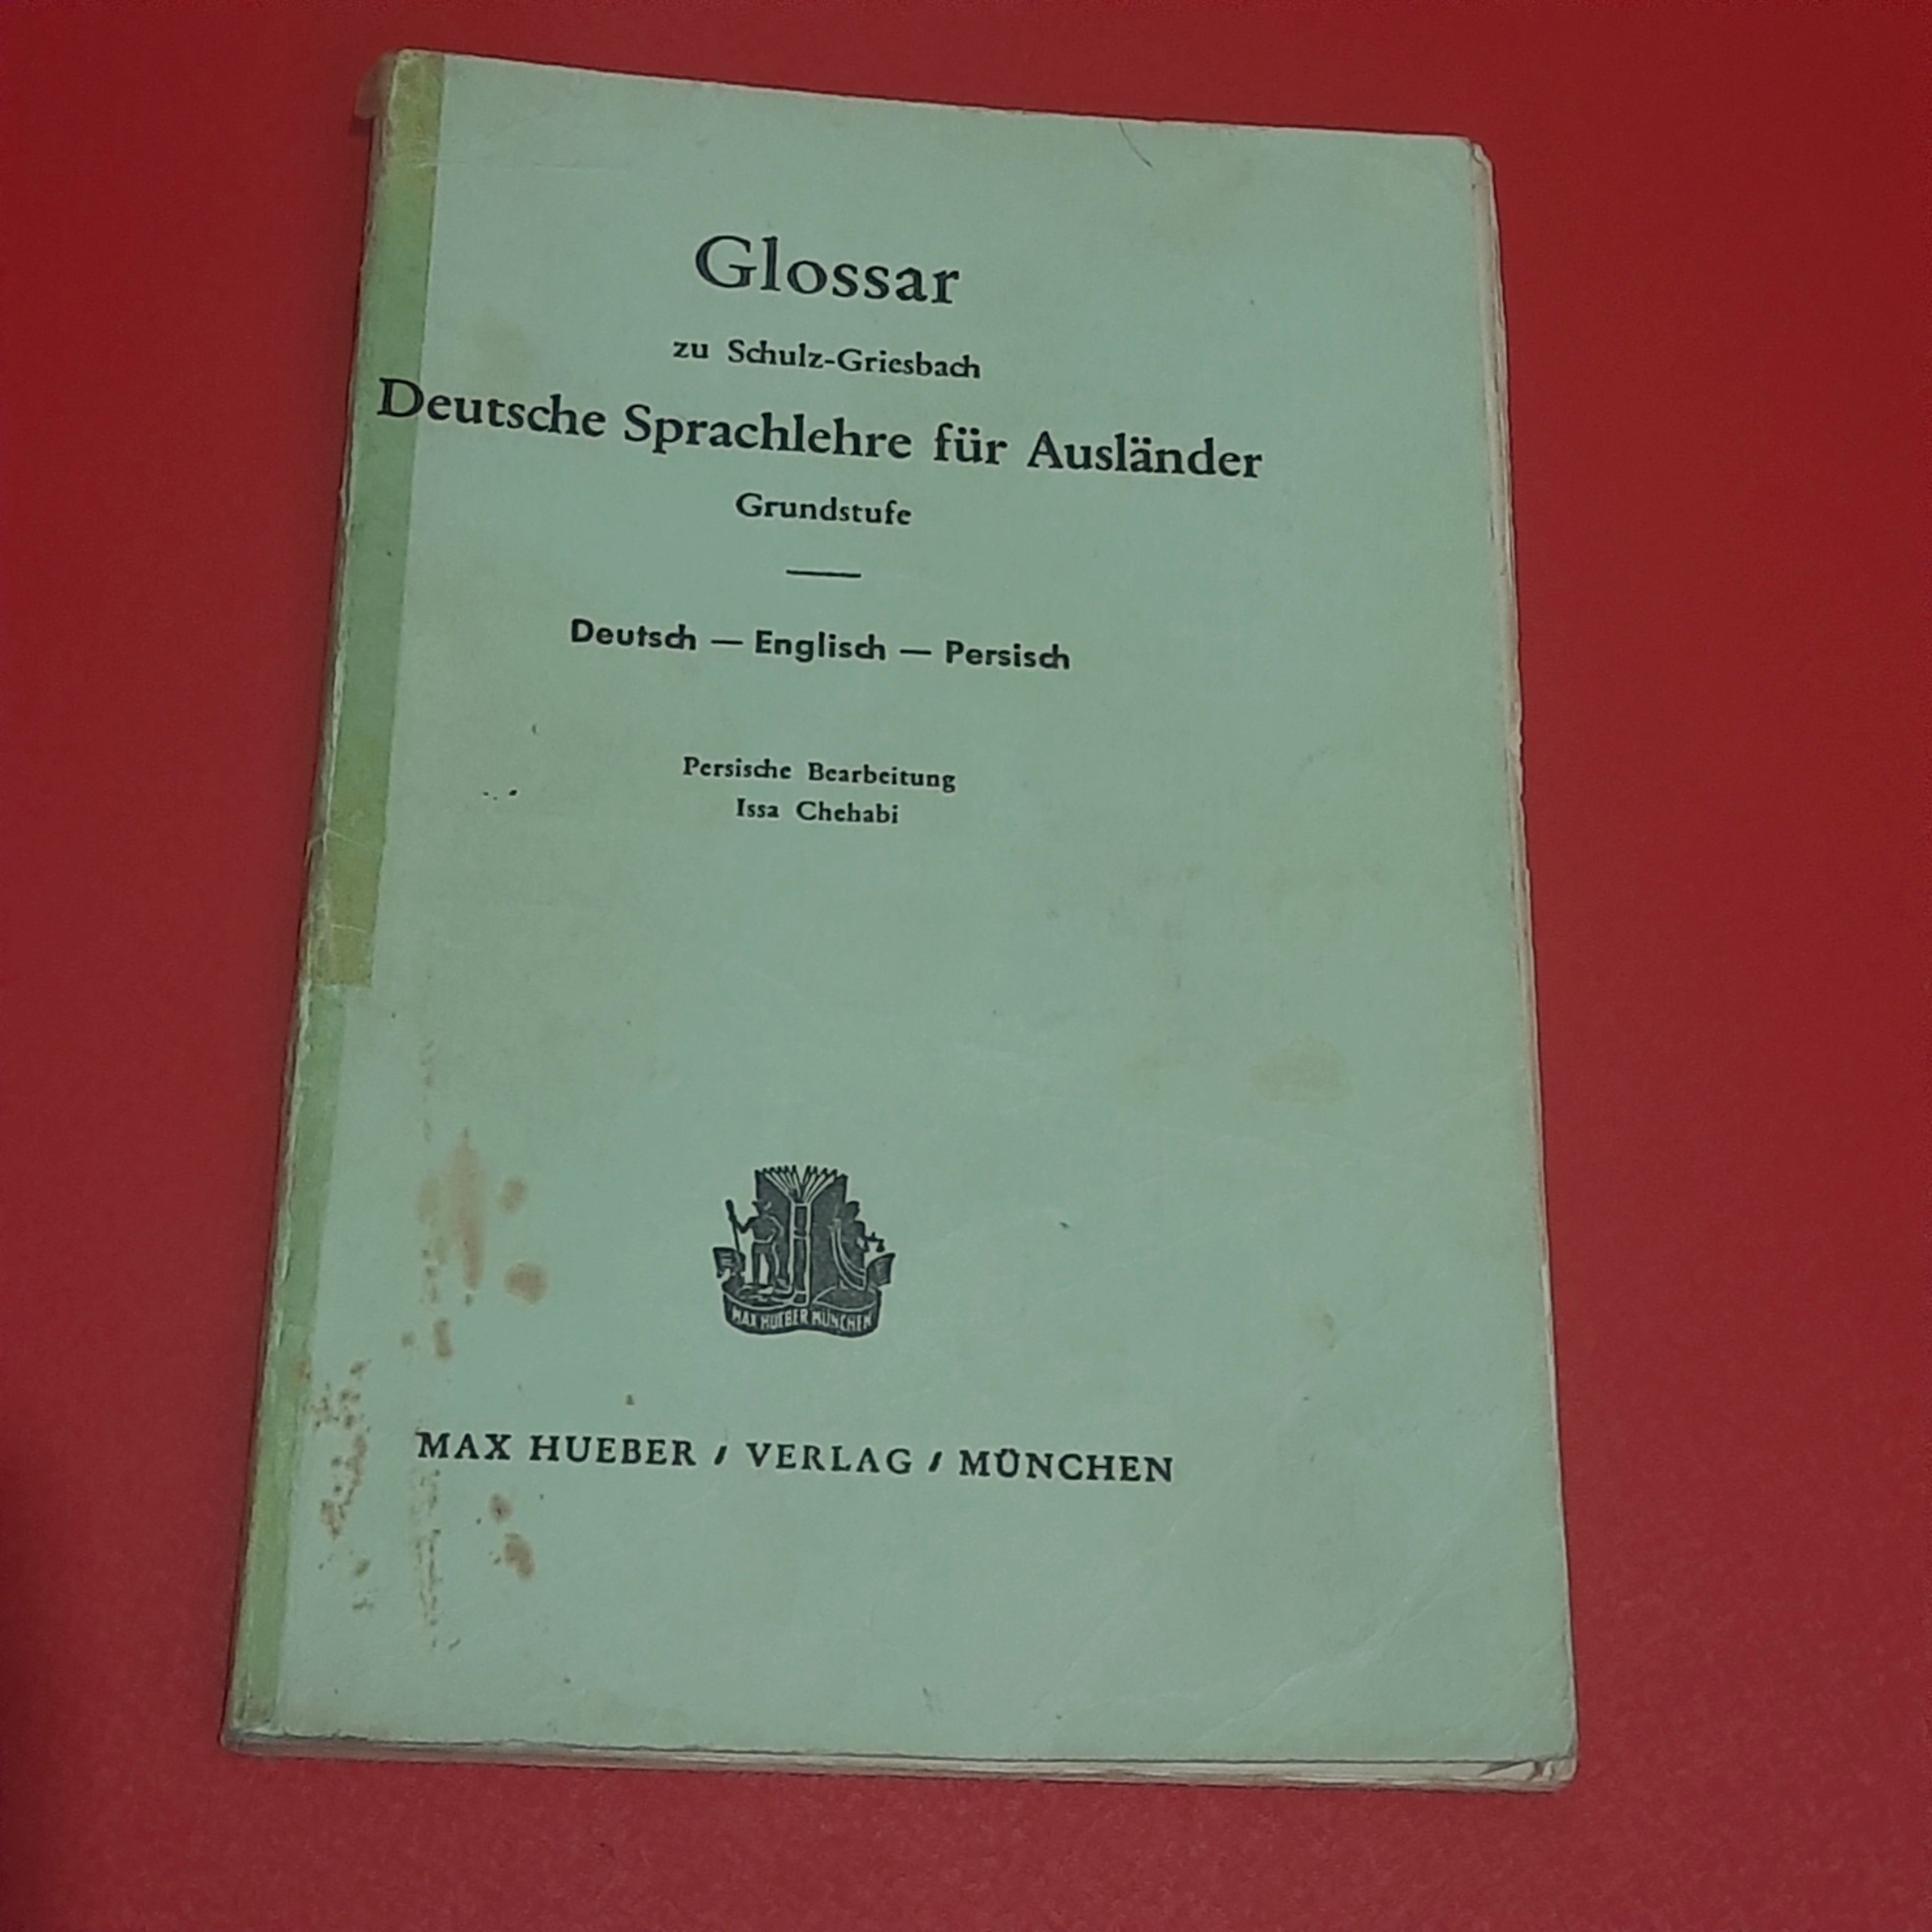 Glossar
zu Schulz-Griesbach
Deutsche Sprachlehre für Ausländer
Grundstufe
Deutsch — Englisch — Persisch
Persische Bearbeitung
Issa Chehabi
MAX HUEBER MÜNCHEN
MAX HUEBER / VERLAG / MÜNCHEN